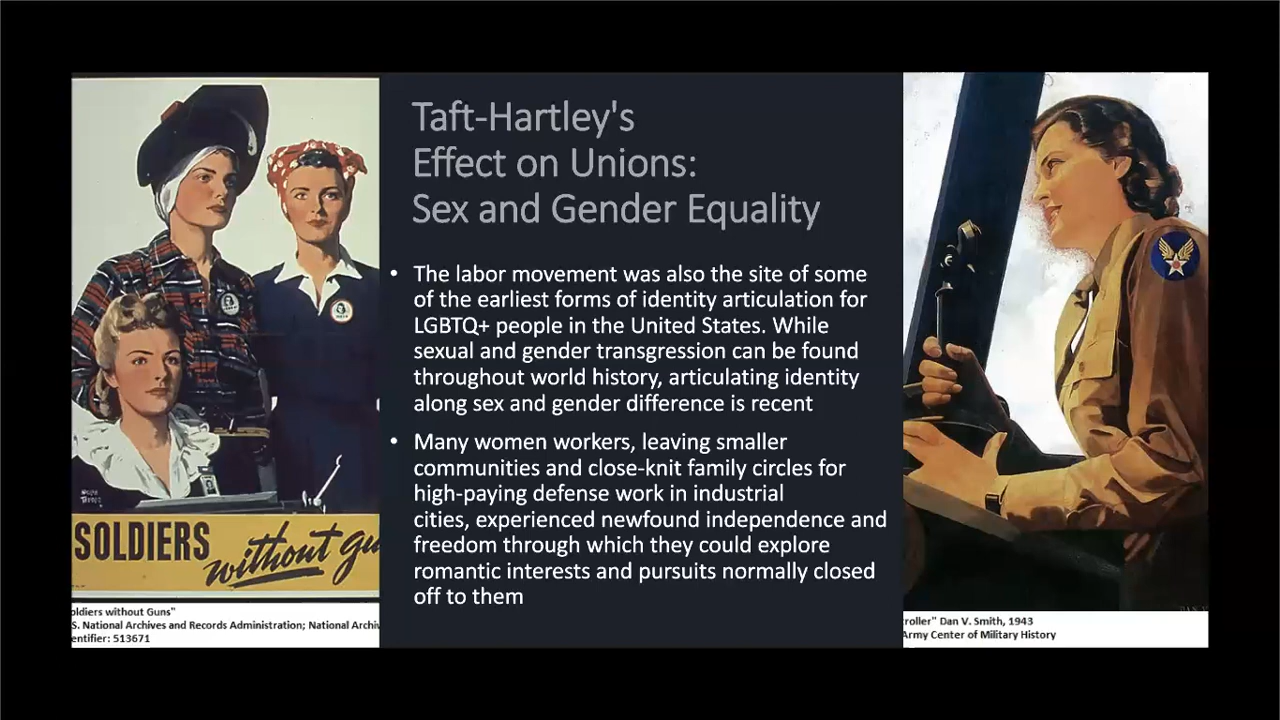 Taft-Hartley's
Effect on Unions:
Sex and Gender Equality
• The labor movement was also the site of some
of the earliest forms of identity articulation for
LGBTQ+ people in the United States. While
sexual and gender transgression can be found
throughout world history, articulating identity
along sex and gender difference is recent
• Many women workers, leaving smaller
communities and close-knit family circles for
high-paying defense work in industrial
cities, experienced newfound independence and
freedom through which they could explore
romantic interests and pursuits normally closed
off to them
SOLDIERS
without gu
oldiers without Guns"
S. National Archives and Records Administration; National Archiv
entifier: 513671
roller" Dan V. Smith, 1943
Army Center of Military History